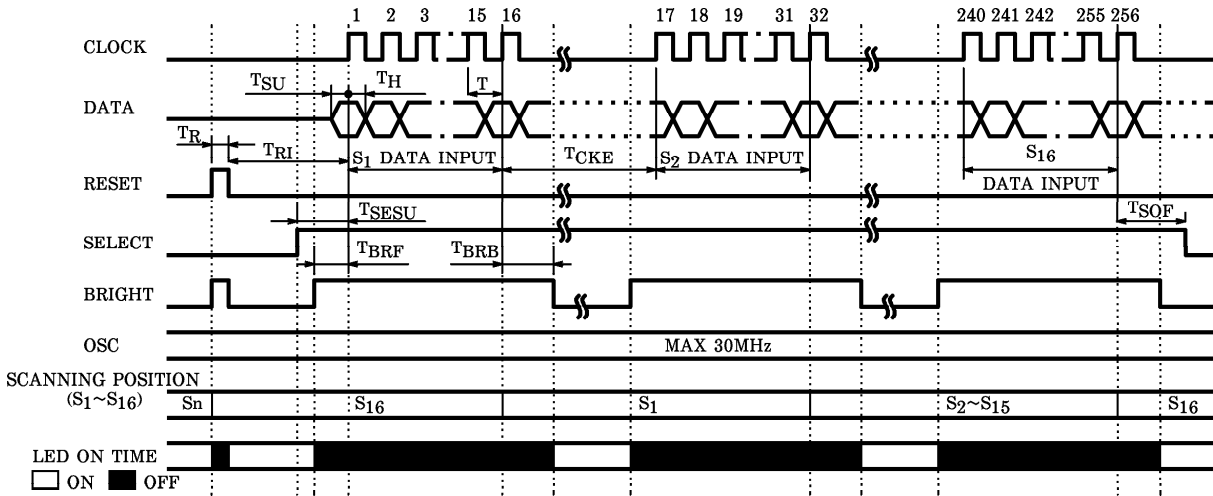 1 2 3 15 16 17 18 19 31 32 240 241 242 255 256
CLOCK
TSU TH T
DATA
TR TRI S1 DATA INPUT TCKE S2 DATA INPUT S16
RESET DATA INPUT
TSESU TSOF
SELECT
TBRF TBRB
BRIGHT
OSC MAX 30MHz
SCANNING POSITION
(S1~S16) Sn S16 S1 S2~S15 S16
LED ON TIME
ON OFF